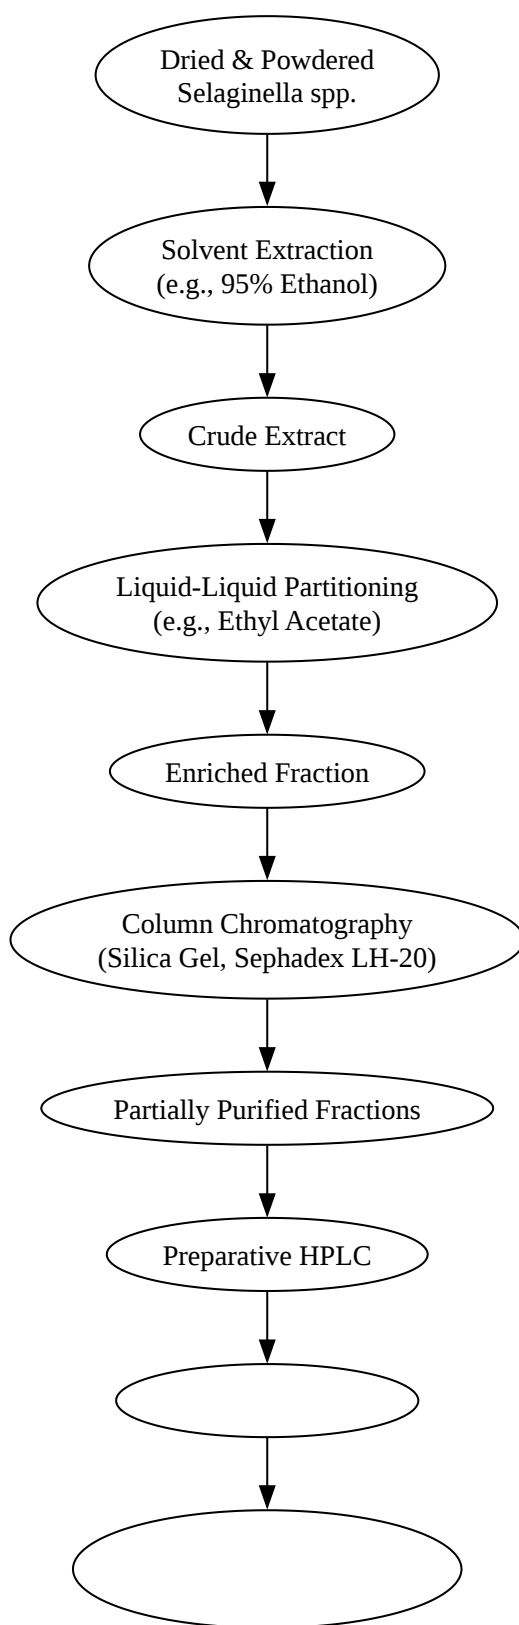 Dried & Powdered
Selaginella spp.
Solvent Extraction
(e.g., 95% Ethanol)
Crude Extract
Liquid-Liquid Partitioning
(e.g., Ethyl Acetate)
Enriched Fraction
Column Chromatography
(Silica Gel, Sephadex LH-20)
Partially Purified Fractions
Preparative HPLC